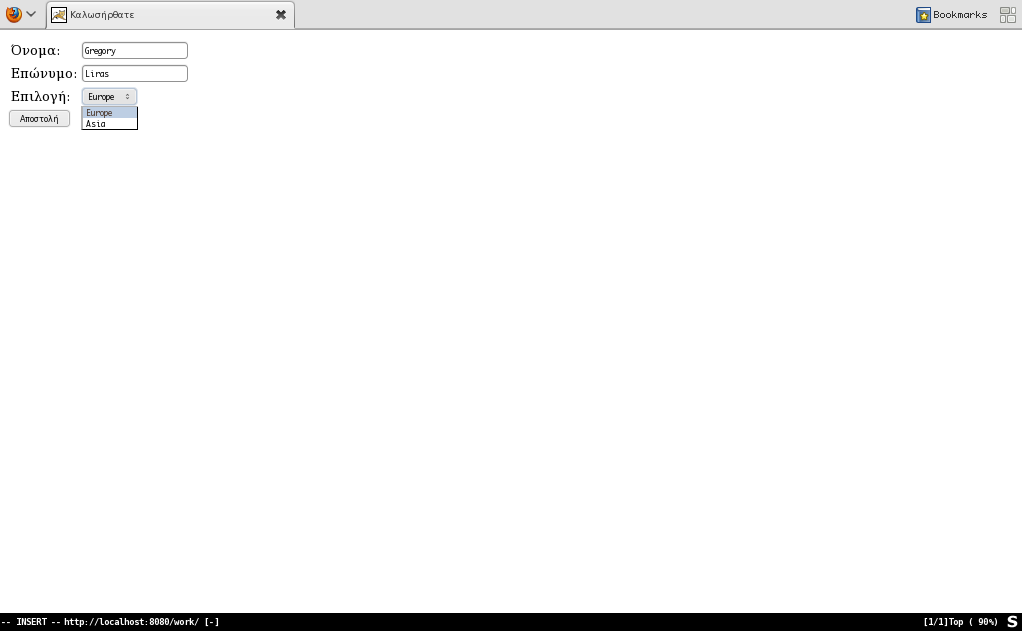 Καλωσήρθατε
Bookmarks
Όνομα: Gregory
Επώνυμο: Liras
Επιλογή: Europe
Europe
Αποστολή
Asia
-- INSERT -- http://localhost:8080/work/ [-] [1/1]Top ( 90%) S